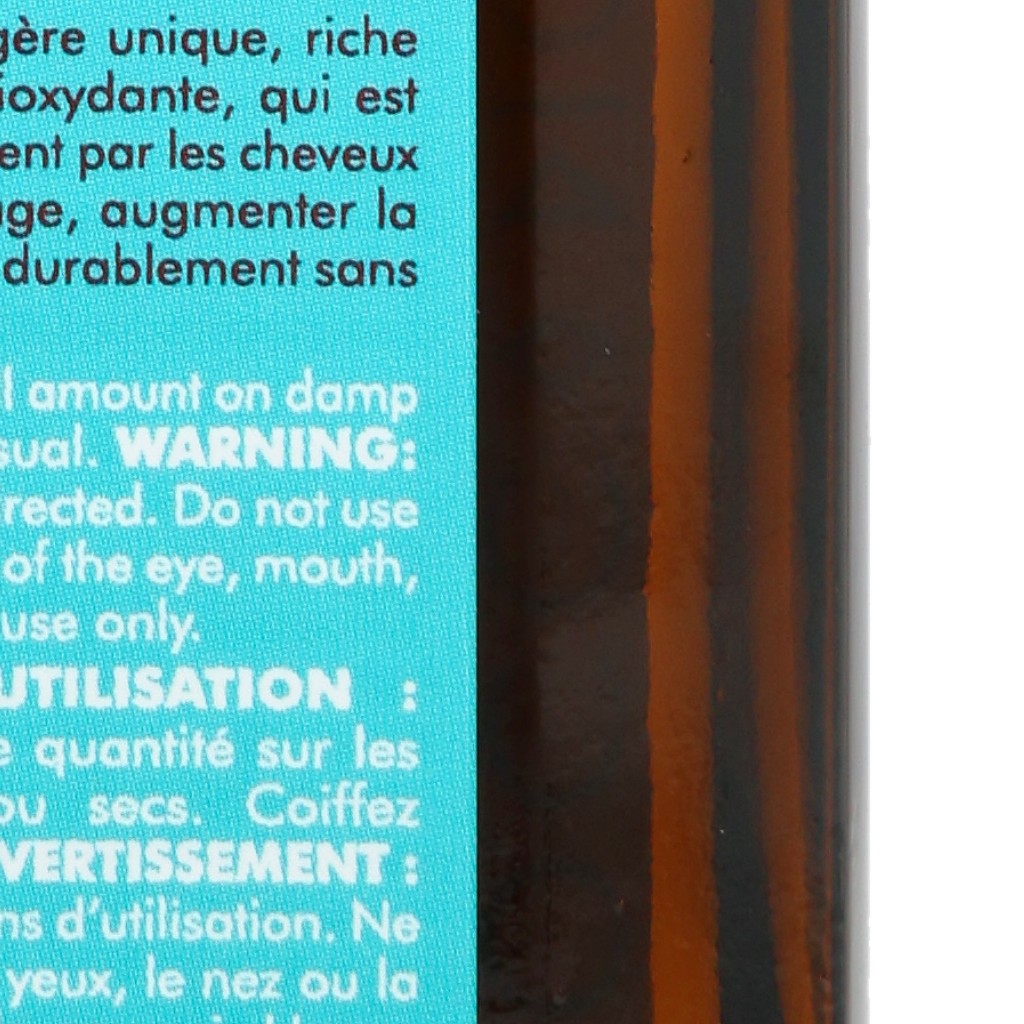 gère unique, riche
ioxydante, qui est
ent par les cheveux
ge, augmenter la
durablement sans
l amount on damp
sual. WARNING:
rected. Do not use
of the eye, mouth,
use only.
UTILISATION :
e quantité sur les
ou secs. Coiffez
VERTISSEMENT :
ns d'utilisation. Ne
yeux, le nez ou la